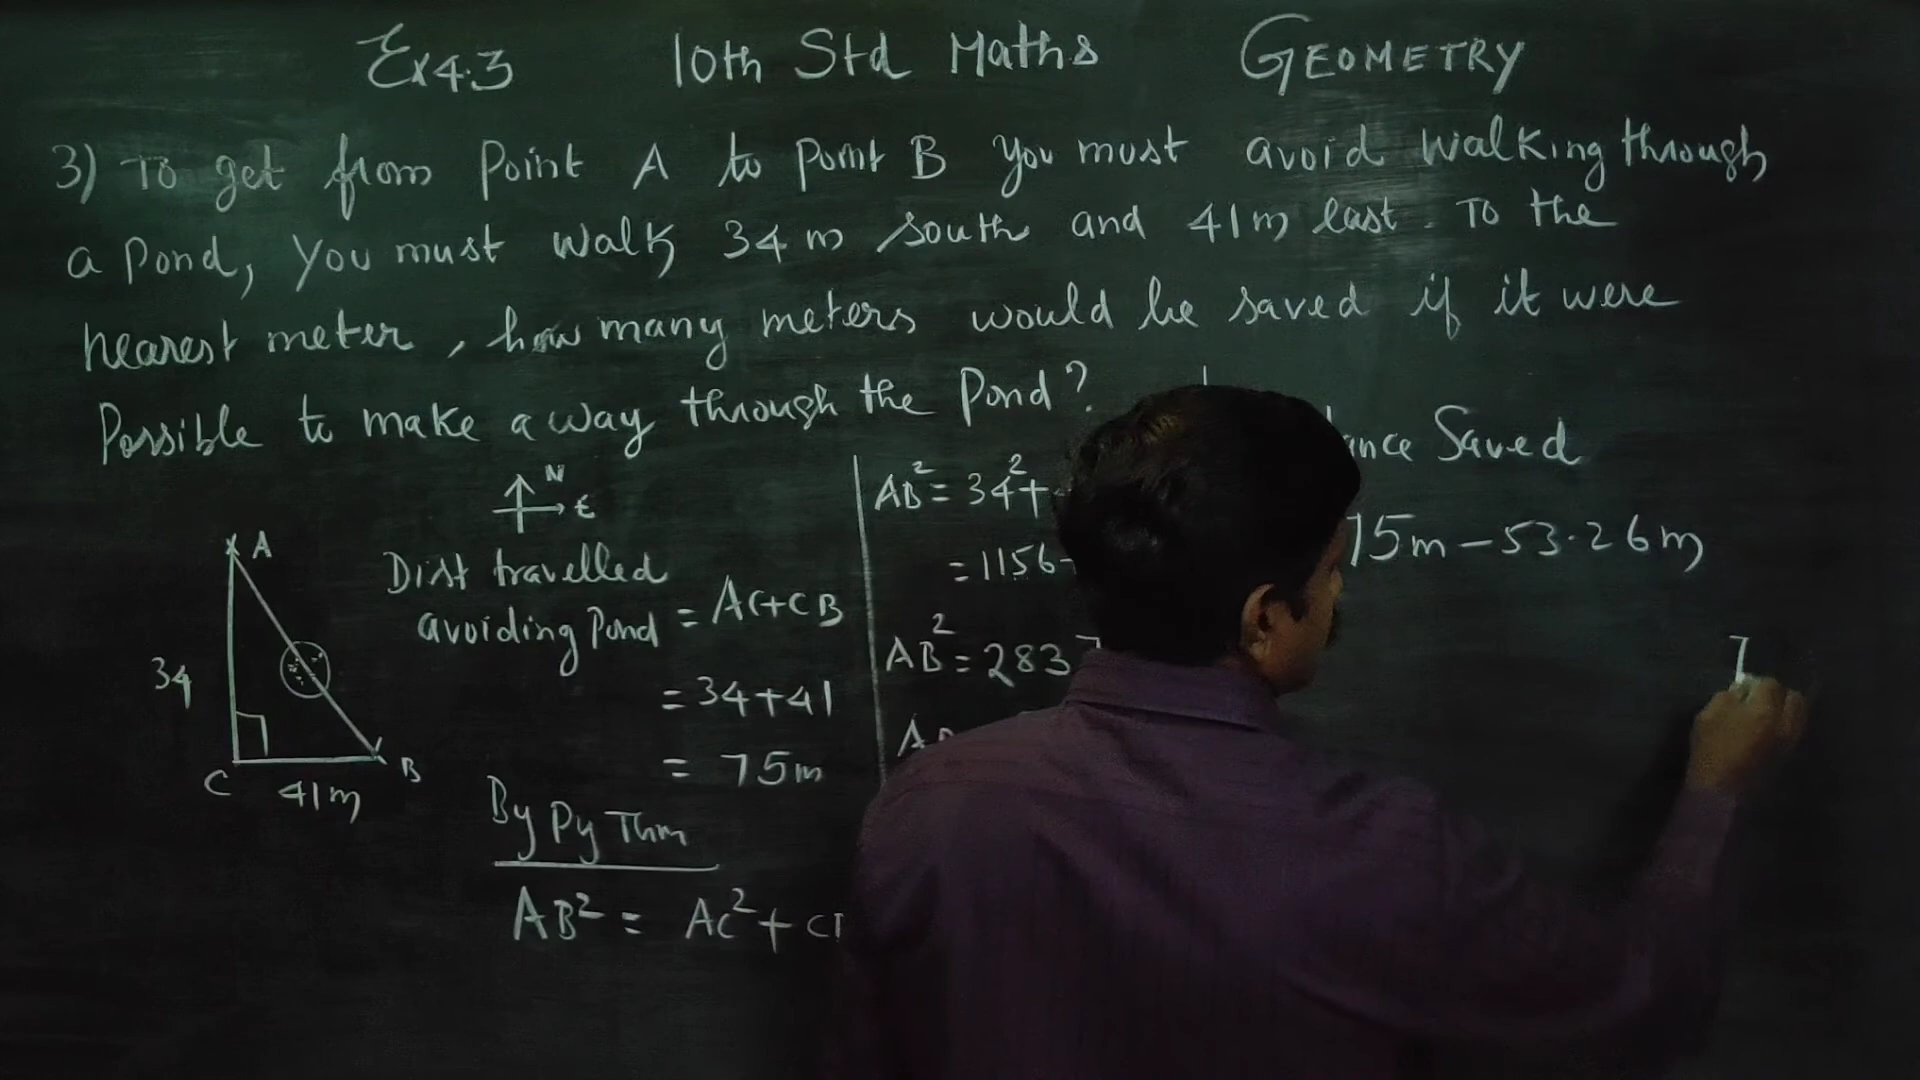 Ex4.3 10th Std Maths GEOMETRY
3) To get from Point A to Point B you must avoid walking through
a Pond, you must walk 34 m south and 41m east. To the
nearest meter, how many meters would be saved if it were
Possible to make a way through the Pond?
N
E
A
34
C
41m
B
Dist travelled
avoiding Pond = AC+CB
= 34+41
= 75m
By Py Thm
AB² = AC² +
AB² = 34² +
= 1156
AB² = 2837
Saved
75m - 53.26m
7